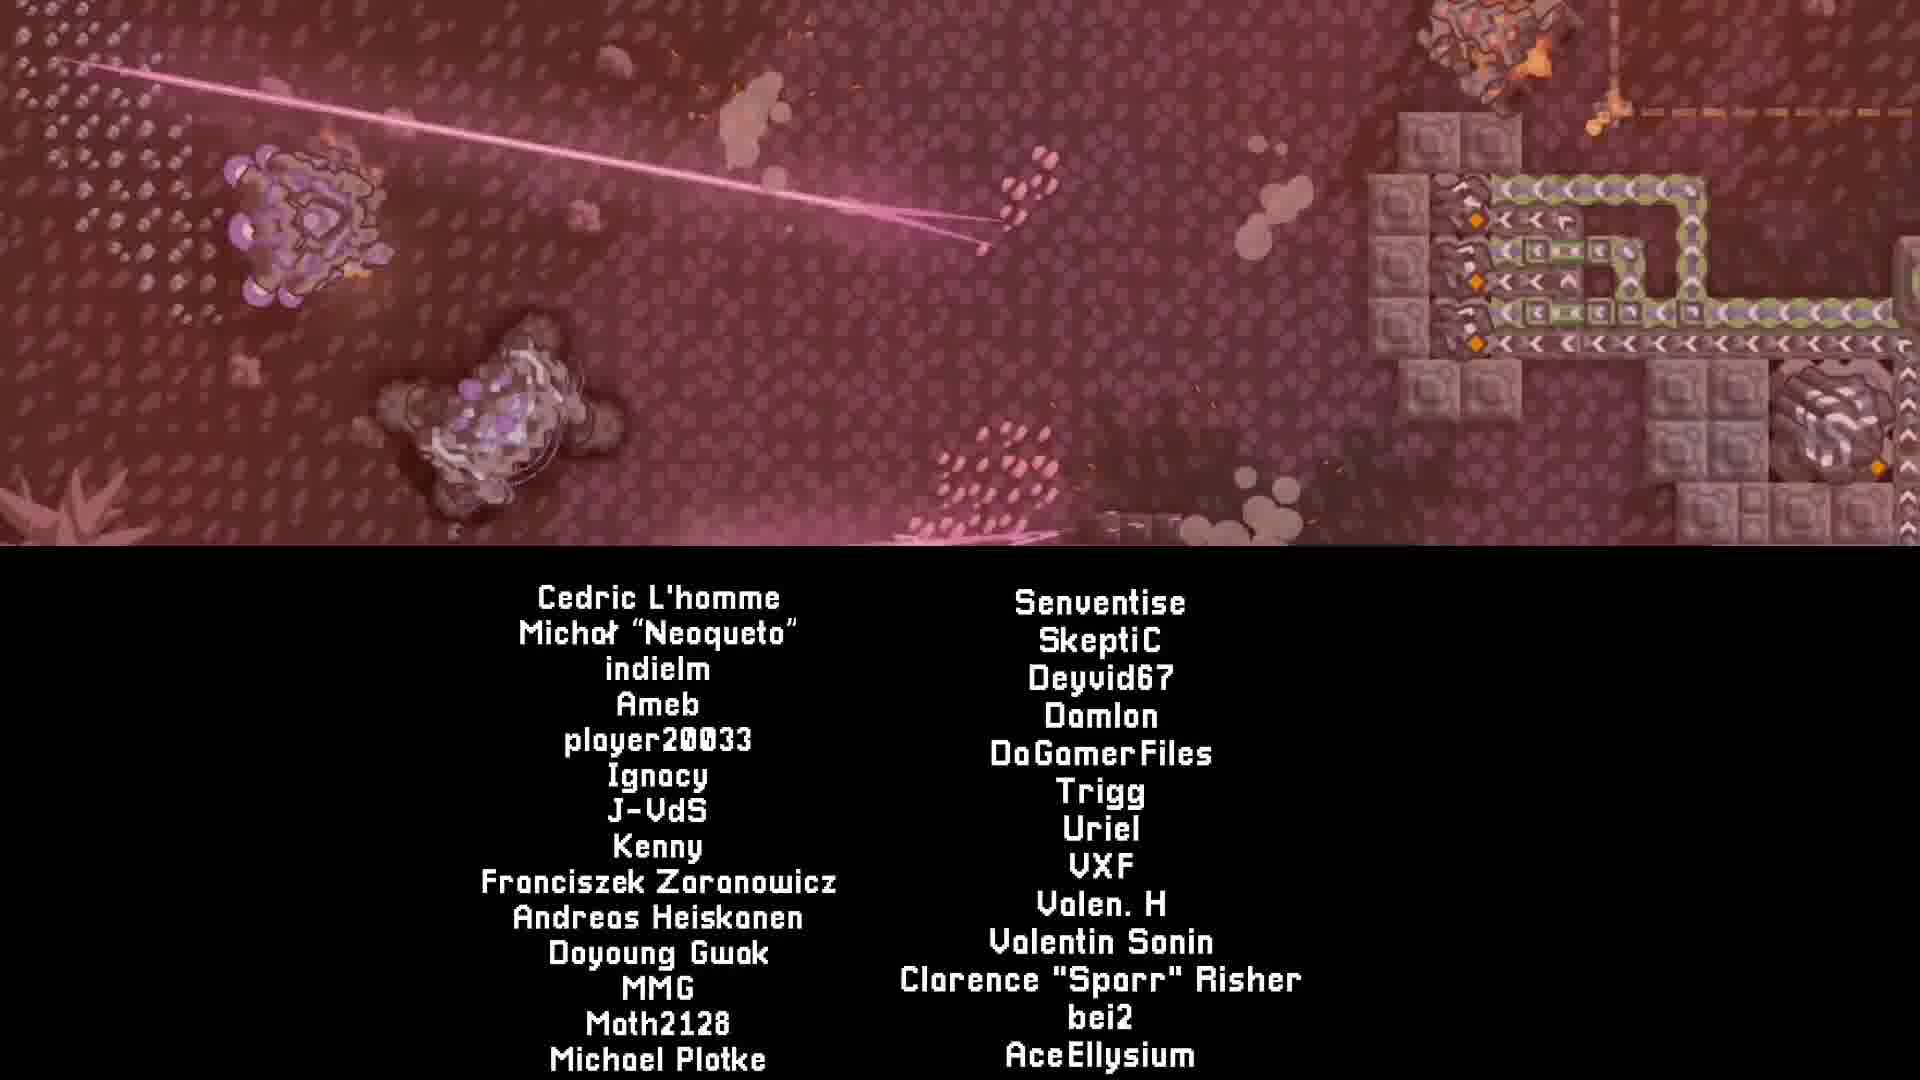 Cedric L'homme
Michał “Neoqueto”
indielm
Ameb
player20033
Ignacy
J-VdS
Kenny
Franciszek Zaranowicz
Andreas Heiskanen
Doyoung Gwak
MMG
Math2128
Michael Plotke
Senventise
SkeptiC
Deyvid67
Damlon
DaGamerFiles
Trigg
Uriel
VXF
Valen. H
Valentin Sonin
Clarence "Sparr" Risher
bei2
AceEllysium